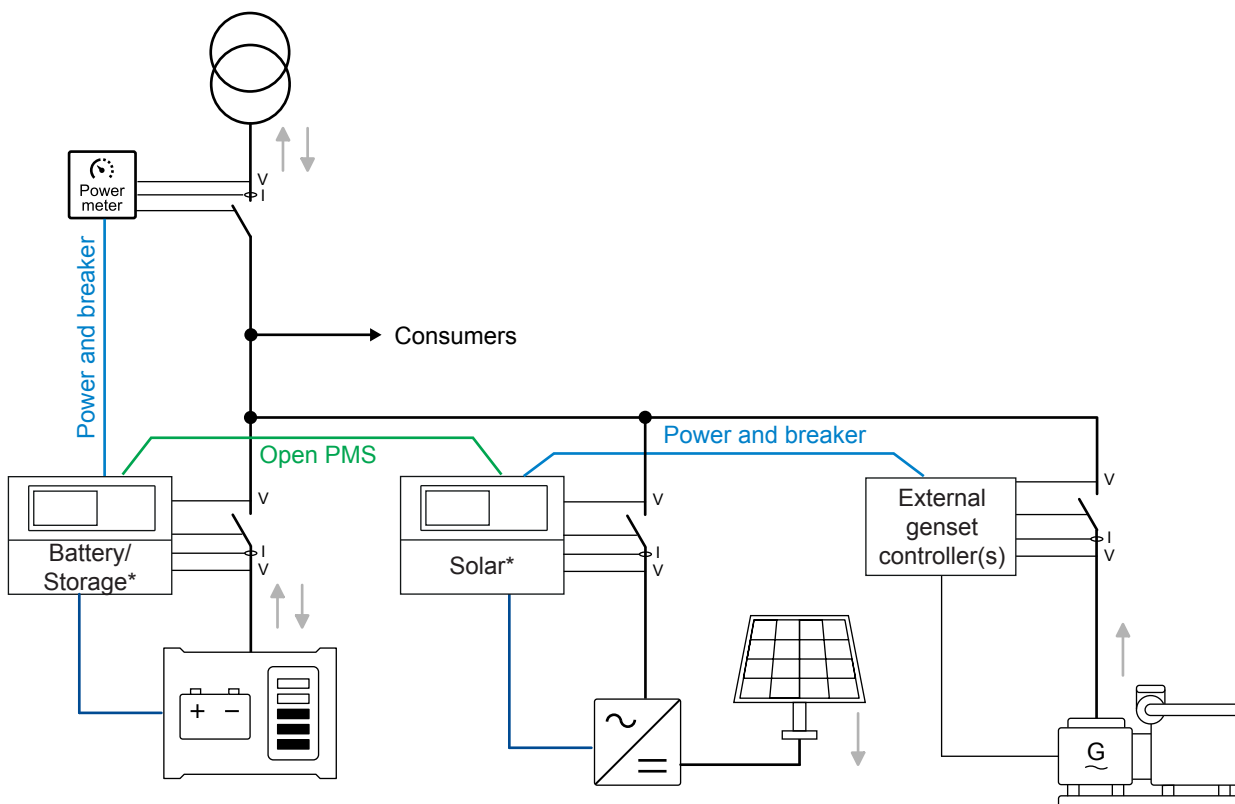 V
I
Power
meter
Power and breaker
Consumers
Open PMS
Power and breaker
V
I
V
Battery/
Storage*
V
I
V
Solar*
V
I
V
External
genset
controller(s)
+ −
G
~